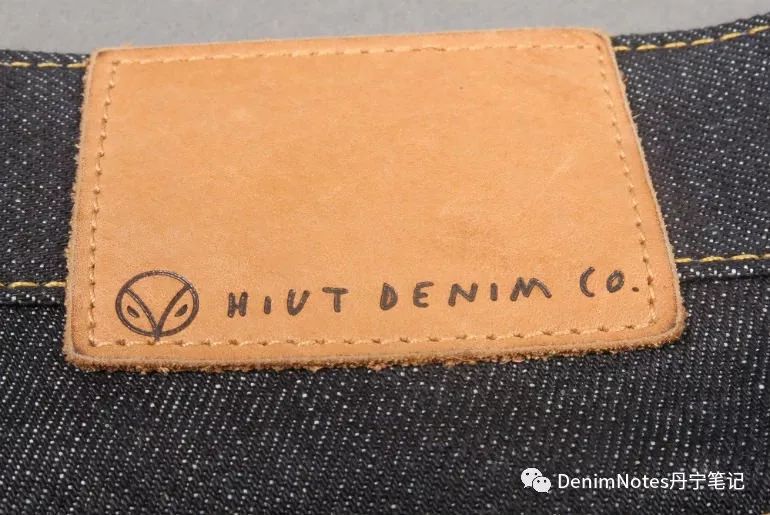 HIUT DENIM CO.
DenimNotes丹宁笔记